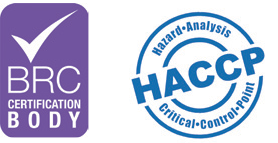 BRC
CERTIFICATION
BODY
Hazard•Analysis
HACCP
Critical•Control•Point